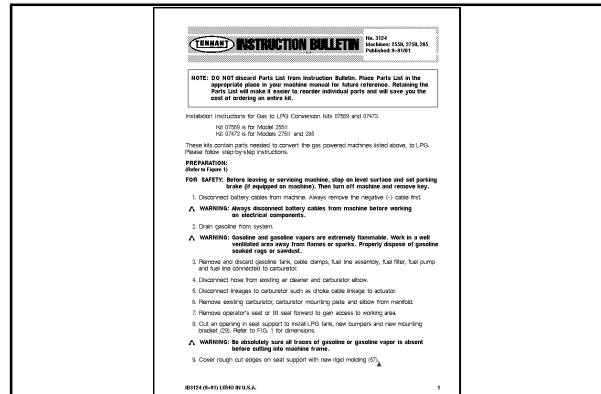 TENNANT INSTRUCTION BULLETIN
No. 3124
Machines: 255II, 275II, 285
Published: 9-91/01
NOTE: DO NOT discard Parts List from Instruction Bulletin. Place Parts List in the
appropriate place in your machine manual for future reference. Retaining the
Parts List will make it easier to reorder individual parts and will save you the
cost of ordering an entire kit.
Installation Instructions for Gas to LPG Conversion Kits 07569 and 07473.
Kit 07569 is for Model 255II
Kit 07473 is for Models 275II and 285
These kits contain parts needed to convert the gas powered machines listed above, to LPG.
Please follow step-by-step instructions.
PREPARATION:
(Refer to Figure 1)
FOR SAFETY: Before leaving or servicing machine, stop on level surface and set parking
brake (if equipped on machine). Then turn off machine and remove key.
1. Disconnect battery cables from machine. Always remove the negative (-) cable first.
WARNING: Always disconnect battery cables from machine before working
on electrical components.
2. Drain gasoline from system.
WARNING: Gasoline and gasoline vapors are extremely flammable. Work in a well
ventilated area away from flames or sparks. Properly dispose of gasoline
soaked rags or sawdust.
3. Remove and discard gasoline tank, cable clamps, fuel line assembly, fuel filter, fuel pump
and fuel line connected to carburetor.
4. Disconnect hose from existing air cleaner and carburetor elbow.
5. Disconnect linkages to carburetor such as choke cable linkage to actuator.
6. Remove existing carburetor, carburetor mounting plate and elbow from manifold.
7. Remove operator's seat or tilt seat forward to gain access to working area.
8. Cut an opening in seat support to install LPG tank, new bumpers and new mounting
bracket (29). Refer to FIG. 1 for dimensions.
WARNING: Be absolutely sure all traces of gasoline or gasoline vapor is absent
before cutting into machine frame.
9. Cover rough cut edges on seat support with new rigid molding (57).
IB3124 (9-91) LITHO IN U.S.A. 1